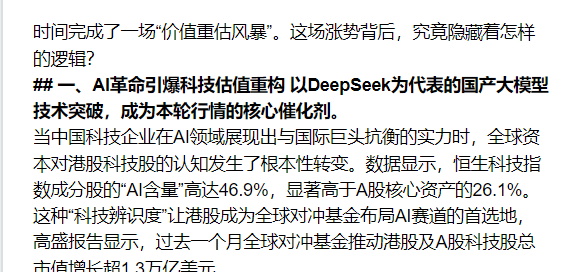 时间完成了一场“价值重估风暴”。这场涨势背后，究竟隐藏着怎样
的逻辑？
## 一、AI革命引爆科技估值重构 以DeepSeek为代表的国产大模型
技术突破，成为本轮行情的核心催化剂。
当中国科技企业在AI领域展现出与国际巨头抗衡的实力时，全球资
本对港股科技股的认知发生了根本性转变。数据显示，恒生科技指
数成分股的“AI含量”高达46.9%，显著高于A股核心资产的26.1%。
这种“科技辨识度”让港股成为全球对冲基金布局AI赛道的首选地，
高盛报告显示，过去一个月全球对冲基金推动港股及A股科技股总
市值增长超1.3万亿美元